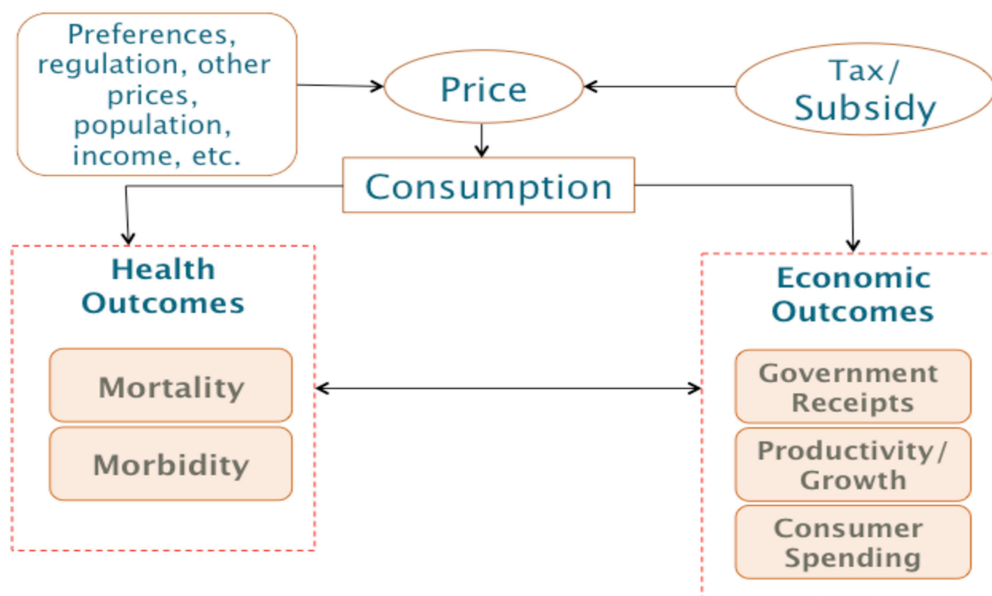 Preferences,
regulation, other
prices,
population,
income, etc.
Price
Tax/
Subsidy
Consumption
Health
Outcomes
Mortality
Morbidity
Economic
Outcomes
Government
Receipts
Productivity/
Growth
Consumer
Spending